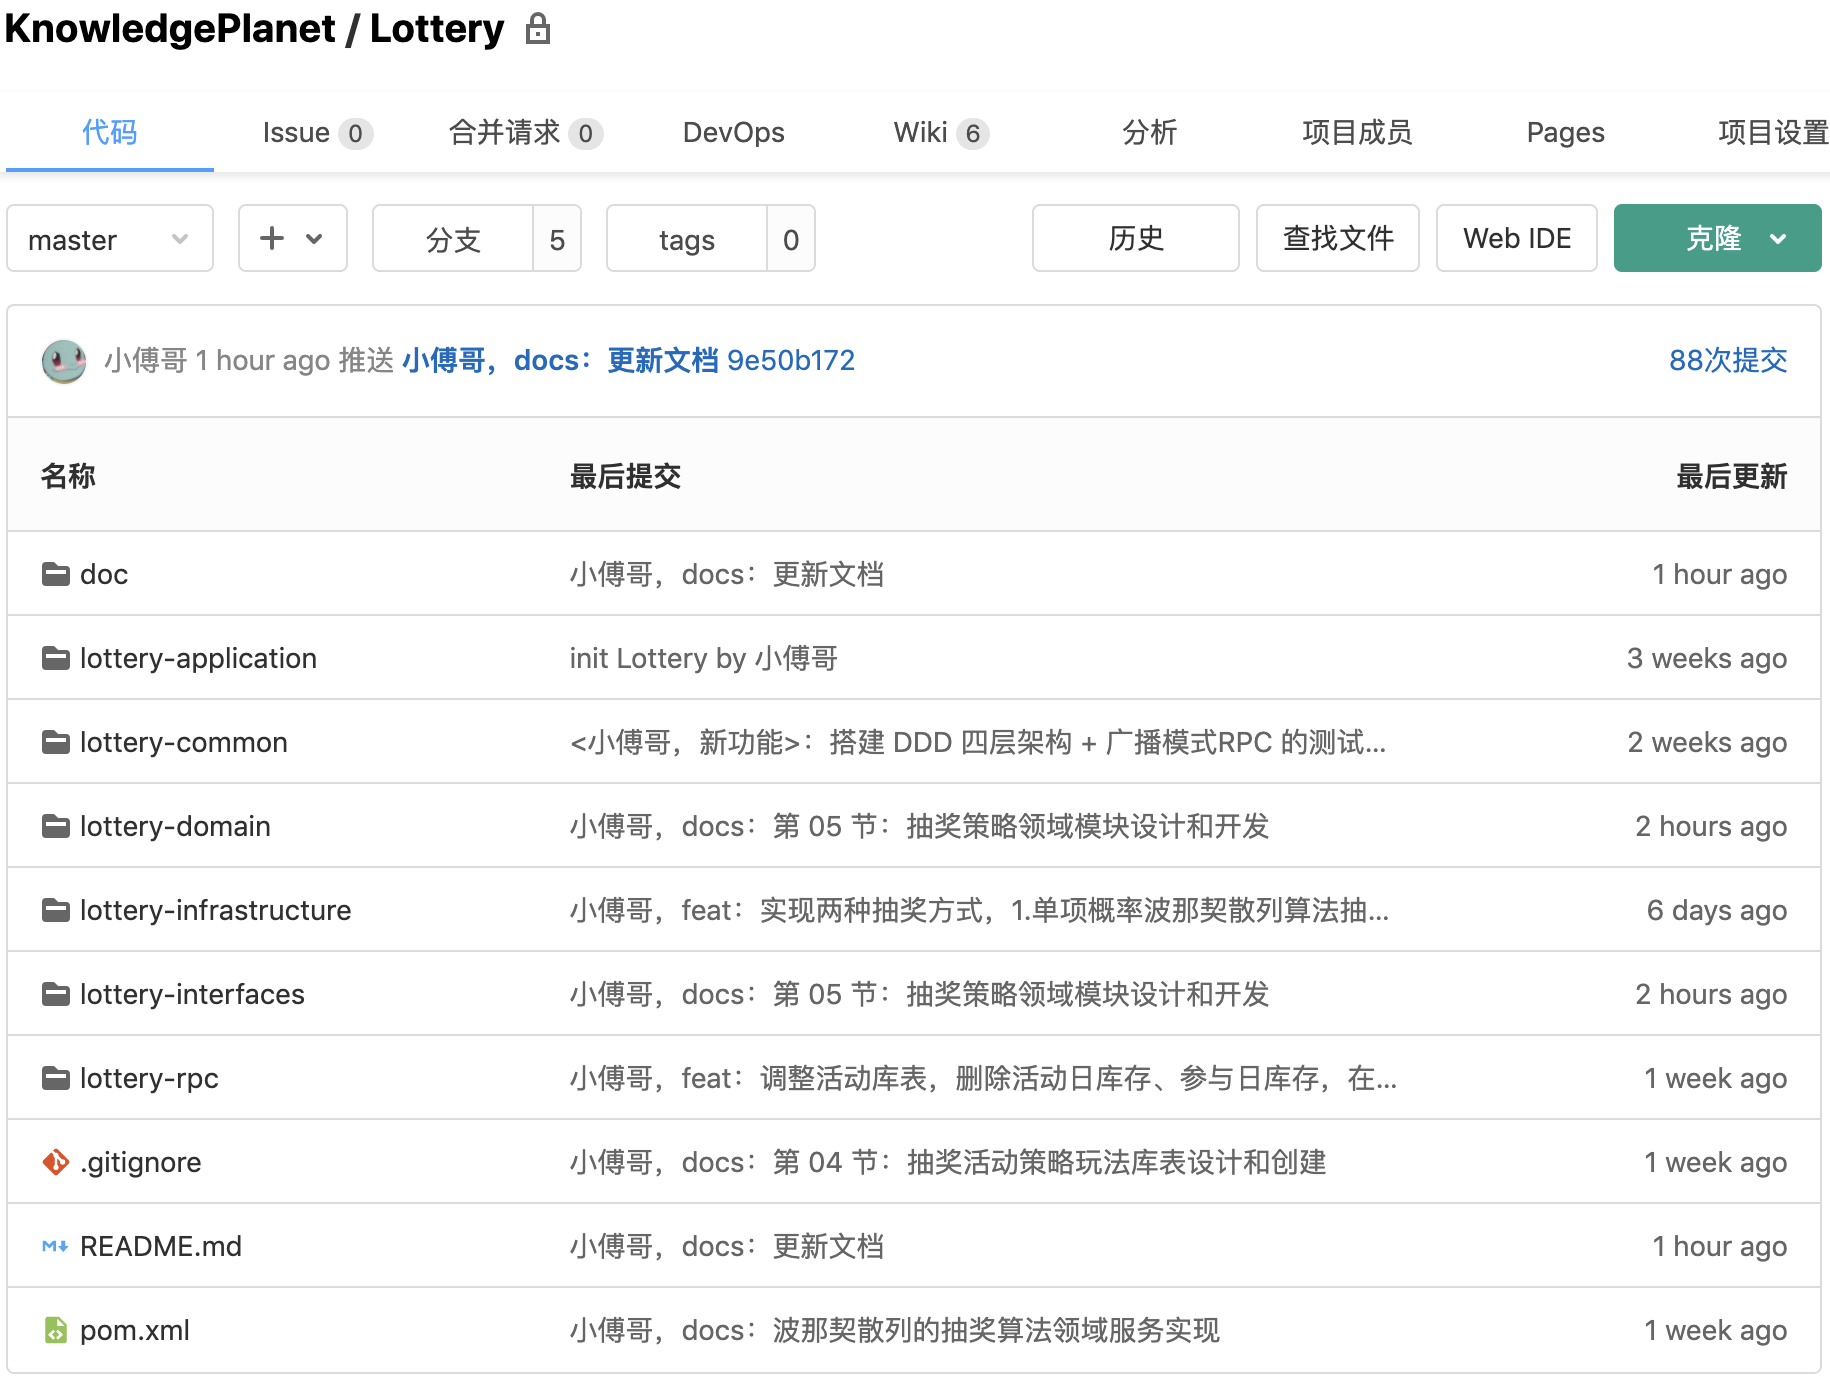 KnowledgePlanet / Lottery
代码 Issue 0 合并请求 0 DevOps Wiki 6 分析 项目成员 Pages 项目设置
master 分支 5 tags 0 历史 查找文件 Web IDE 克隆
小傅哥 1 hour ago 推送 小傅哥，docs：更新文档 9e50b172 88次提交
名称 最后提交 最后更新
doc 小傅哥，docs：更新文档 1 hour ago
lottery-application init Lottery by 小傅哥 3 weeks ago
lottery-common <小傅哥，新功能>：搭建 DDD 四层架构 + 广播模式RPC 的测试... 2 weeks ago
lottery-domain 小傅哥，docs：第 05 节：抽奖策略领域模块设计和开发 2 hours ago
lottery-infrastructure 小傅哥，feat：实现两种抽奖方式，1.单项概率波那契散列算法抽... 6 days ago
lottery-interfaces 小傅哥，docs：第 05 节：抽奖策略领域模块设计和开发 2 hours ago
lottery-rpc 小傅哥，feat：调整活动库表，删除活动日库存、参与日库存，在... 1 week ago
.gitignore 小傅哥，docs：第 04 节：抽奖活动策略玩法库表设计和创建 1 week ago
README.md 小傅哥，docs：更新文档 1 hour ago
pom.xml 小傅哥，docs：波那契散列的抽奖算法领域服务实现 1 week ago